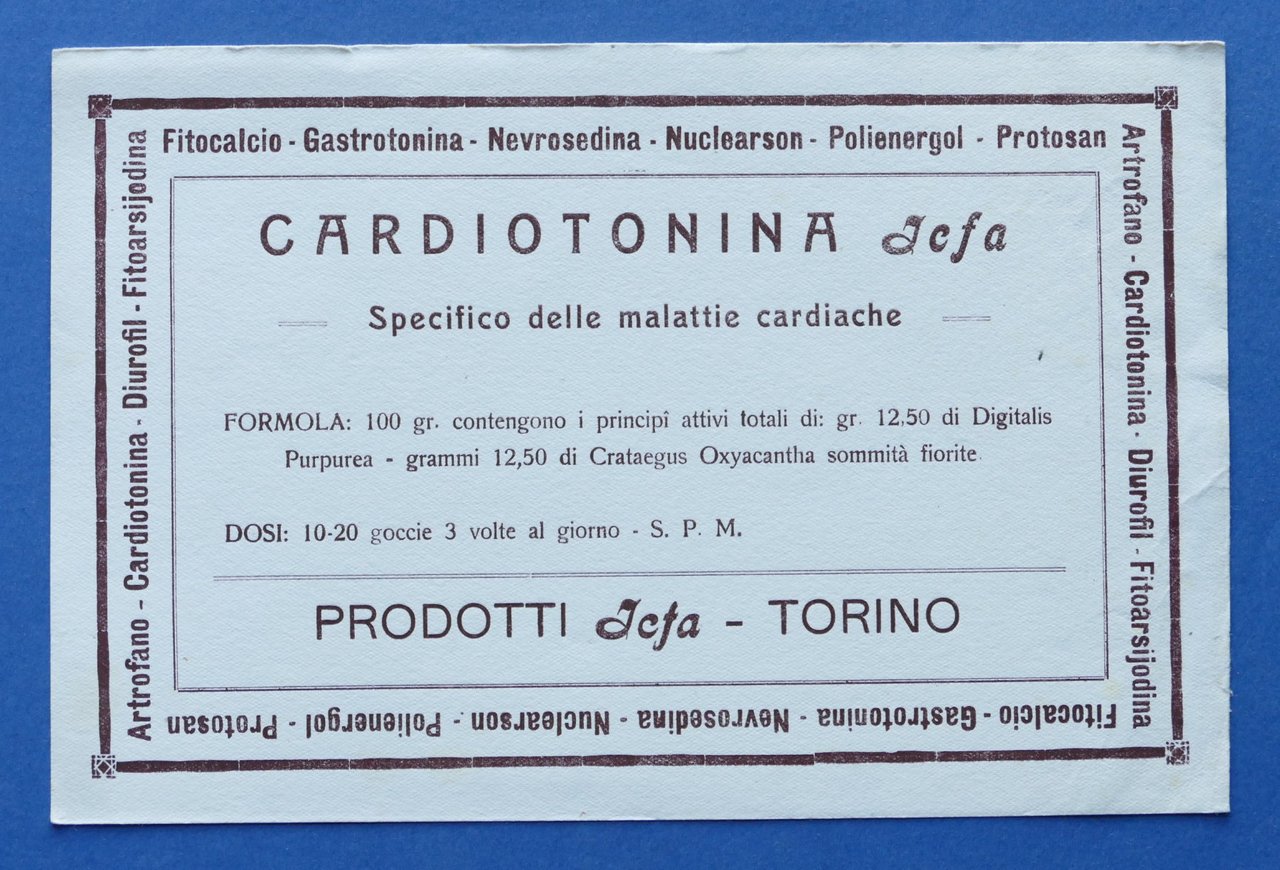 Fitocalcio - Gastrotonina - Nevrosedina - Nuclearson - Polienergol - Protosan
Artrofano - Cardiotonina - Diurofil - Fitoarsijodina
CARDIOTONINA Icfa
Specifico delle malattie cardiache
FORMOLA: 100 gr. contengono i principî attivi totali di: gr. 12,50 di Digitalis
Purpurea - grammi 12,50 di Crataegus Oxyacantha sommità fiorite.
DOSI: 10-20 goccie 3 volte al giorno - S. P. M.
PRODOTTI Icfa - TORINO
Artrofano - Cardiotonina - Diurofil - Fitoarsijodina
Fitocalcio - Gastrotonina - Nevrosedina - Nuclearson - Polienergol - Protosan